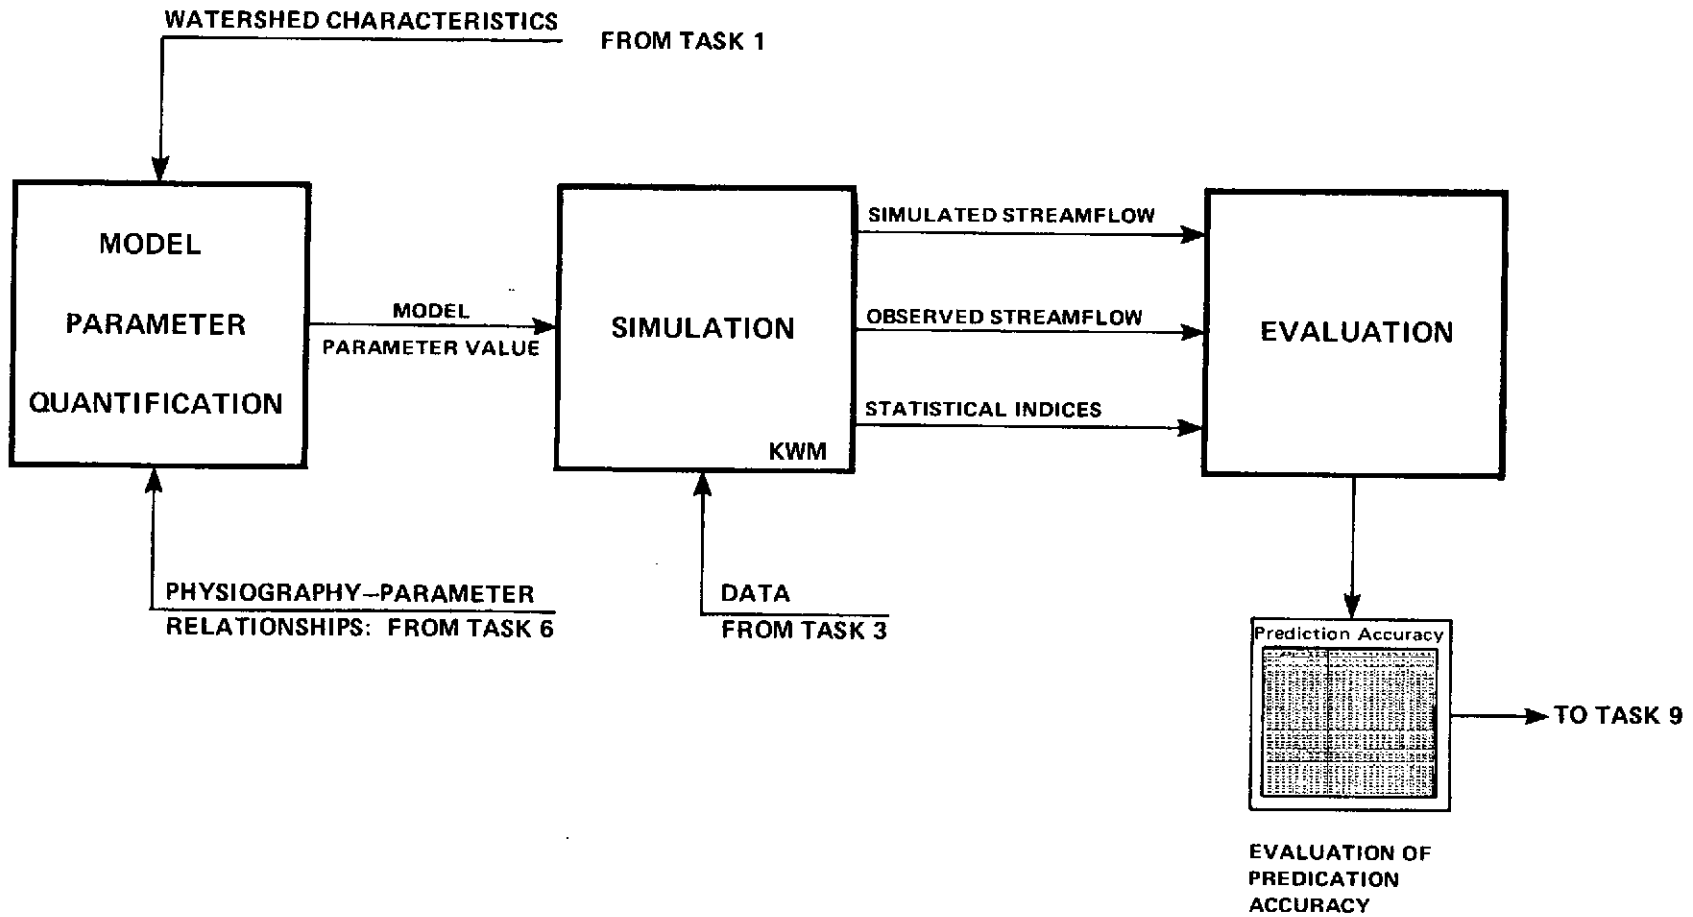 WATERSHED CHARACTERISTICS
FROM TASK 1
MODEL
PARAMETER
QUANTIFICATION
MODEL
PARAMETER VALUE
SIMULATION
KWM
SIMULATED STREAMFLOW
OBSERVED STREAMFLOW
STATISTICAL INDICES
EVALUATION
PHYSIOGRAPHY–PARAMETER
RELATIONSHIPS: FROM TASK 6
DATA
FROM TASK 3
Prediction Accuracy
TO TASK 9
EVALUATION OF
PREDICATION
ACCURACY